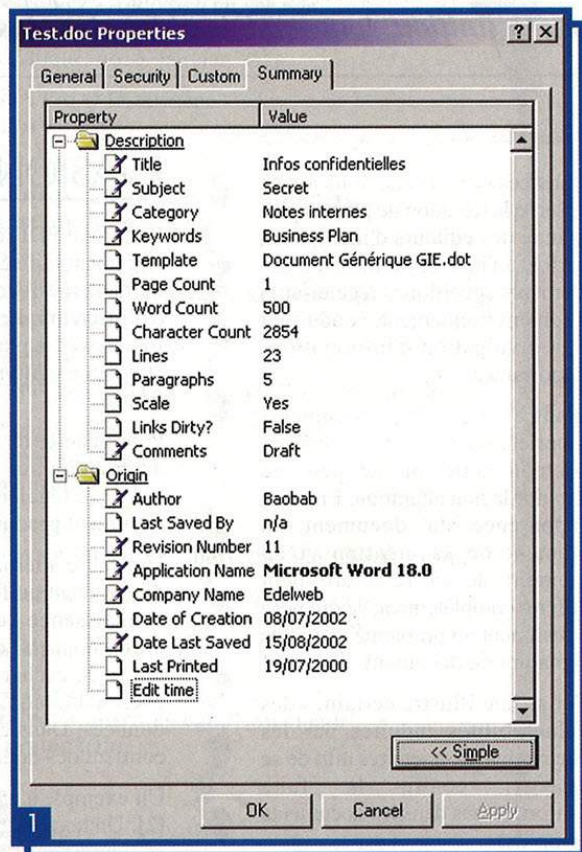 Test.doc Properties
General Security Custom Summary
Property Value
Description
Title Infos confidentielles
Subject Secret
Category Notes internes
Keywords Business Plan
Template Document Générique GIE.dot
Page Count 1
Word Count 500
Character Count 2854
Lines 23
Paragraphs 5
Scale Yes
Links Dirty? False
Comments Draft
Origin
Author Baobab
Last Saved By n/a
Revision Number 11
Application Name Microsoft Word 18.0
Company Name Edelweb
Date of Creation 08/07/2002
Date Last Saved 15/08/2002
Last Printed 19/07/2000
Edit time
<< Simple
OK Cancel Apply
1